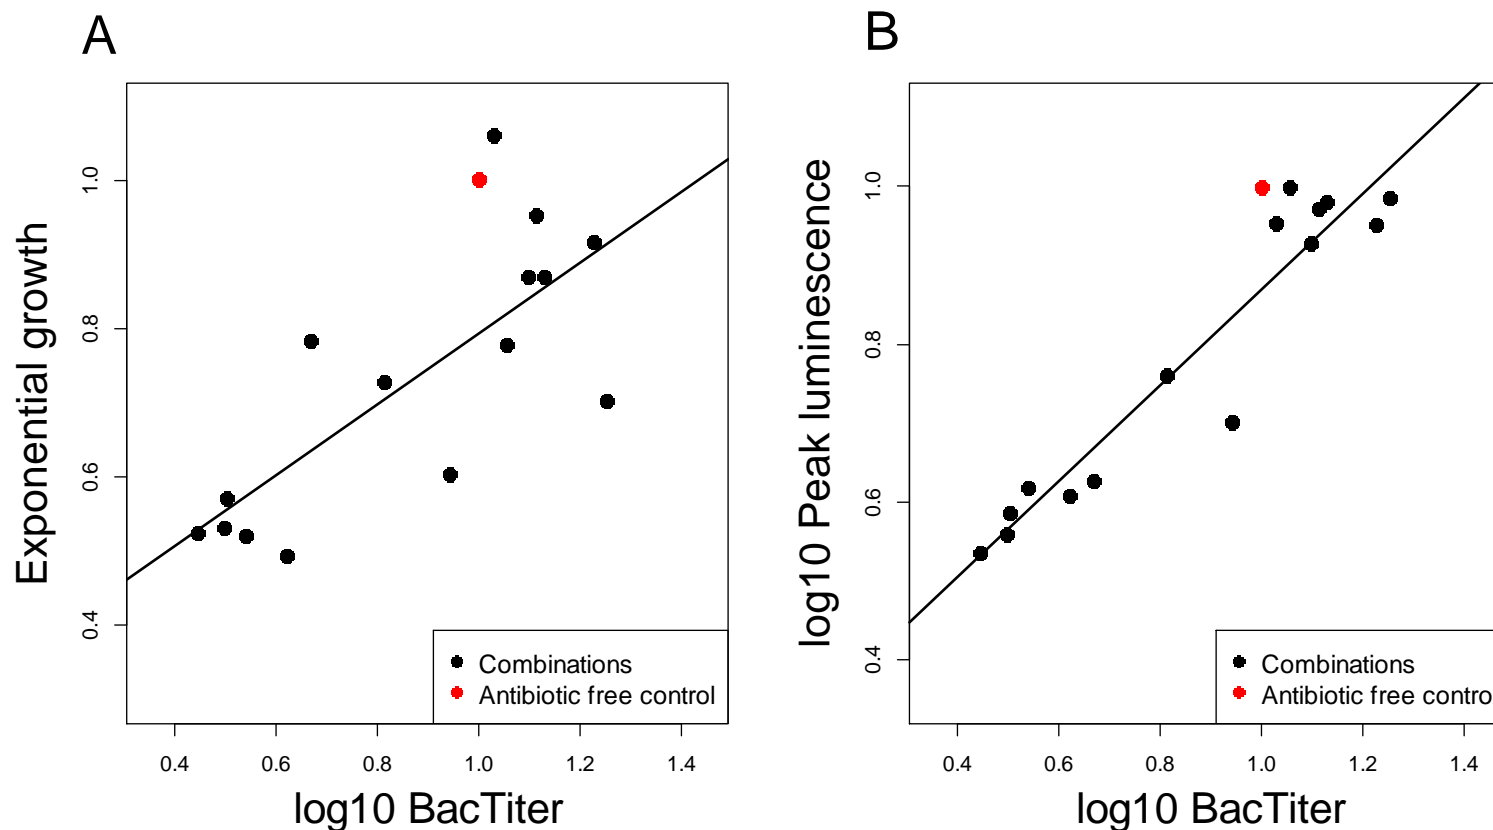 A
Exponential growth
1.0
0.8
0.6
0.4
Combinations
Antibiotic free control
0.4 0.6 0.8 1.0 1.2 1.4
log10 BacTiter
B
log10 Peak luminescence
1.0
0.8
0.6
0.4
Combinations
Antibiotic free contro
0.4 0.6 0.8 1.0 1.2 1.4
log10 BacTiter